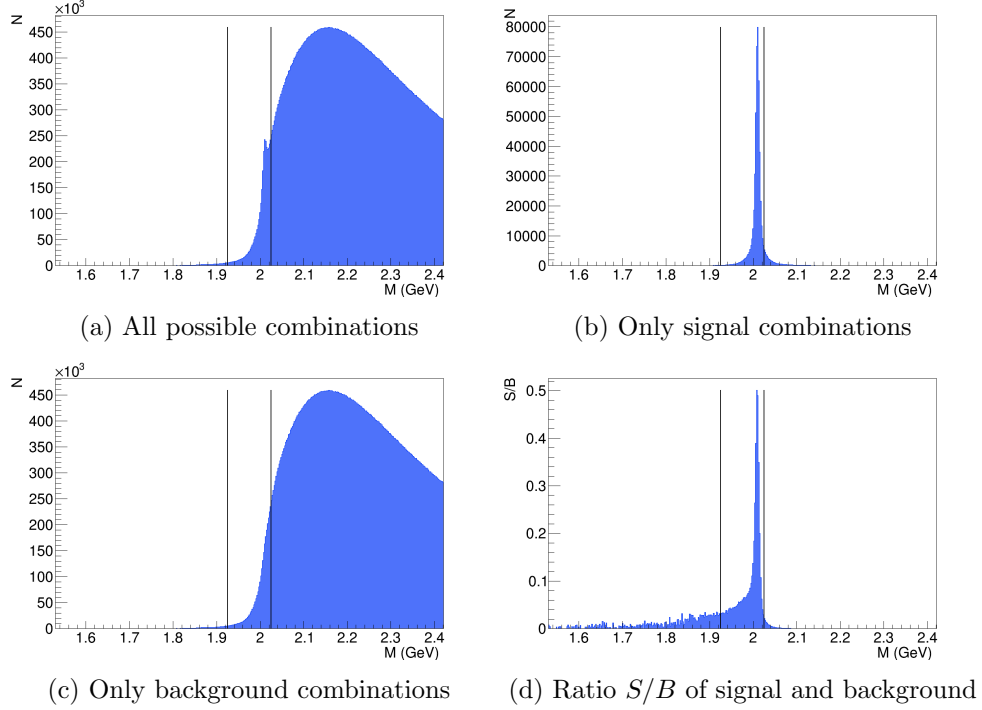 ×10³
N
450
400
350
300
250
200
150
100
50
0
1.6 1.7 1.8 1.9 2 2.1 2.2 2.3 2.4
M (GeV)
(a) All possible combinations
N
80000
70000
60000
50000
40000
30000
20000
10000
0
1.6 1.7 1.8 1.9 2 2.1 2.2 2.3 2.4
M (GeV)
(b) Only signal combinations
×10³
N
450
400
350
300
250
200
150
100
50
0
1.6 1.7 1.8 1.9 2 2.1 2.2 2.3 2.4
M (GeV)
(c) Only background combinations
S/B
0.5
0.4
0.3
0.2
0.1
0
1.6 1.7 1.8 1.9 2 2.1 2.2 2.3 2.4
M (GeV)
(d) Ratio S/B of signal and background